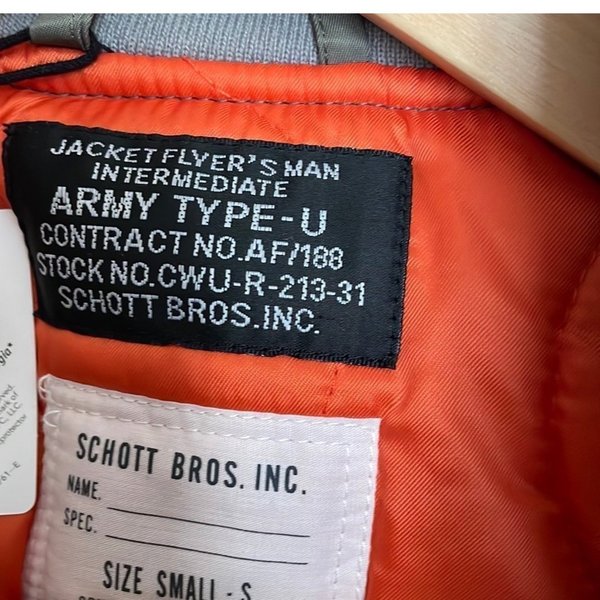 JACKET FLYER'S MAN
INTERMEDIATE
ARMY TYPE-U
CONTRACT NO.AF/188
STOCK NO.CWU-R-213-31
SCHOTT BROS.INC.
SCHOTT BROS. INC.
NAME.
SPEC.
SIZE SMALL - S